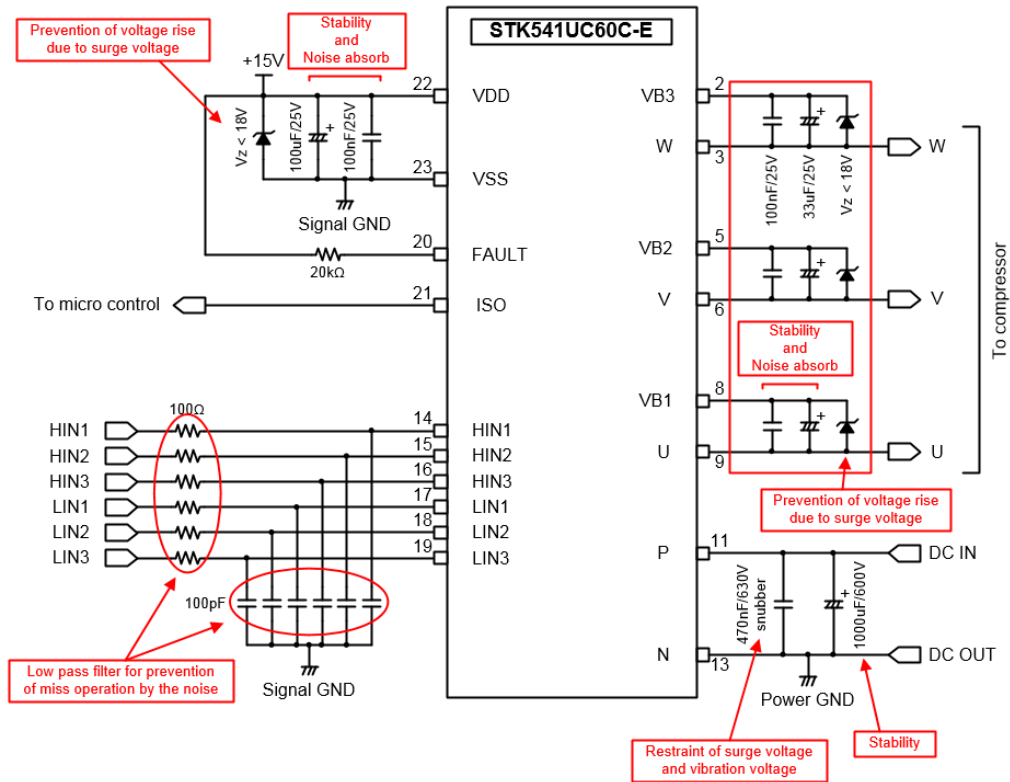 STK541UC60C-E
Prevention of voltage rise
due to surge voltage
Stability
and
Noise absorb
+15V
22
VDD
Vz < 18V
100uF/25V
+
100nF/25V
23
VSS
Signal GND
20
FAULT
20kΩ
To micro control
21
ISO
100Ω
HIN1
14
HIN1
HIN2
15
HIN2
HIN3
16
HIN3
LIN1
17
LIN1
LIN2
18
LIN2
LIN3
19
LIN3
100pF
Low pass filter for prevention
of miss operation by the noise
Signal GND
VB3
2
+
W
3
W
100nF/25V
33uF/25V
Vz < 18V
VB2
5
+
V
6
V
To compressor
Stability
and
Noise absorb
VB1
8
+
U
9
U
Prevention of voltage rise
due to surge voltage
P
11
DC IN
470nF/630V
snubber
+
1000uF/600V
N
13
DC OUT
Power GND
Restraint of surge voltage
and vibration voltage
Stability